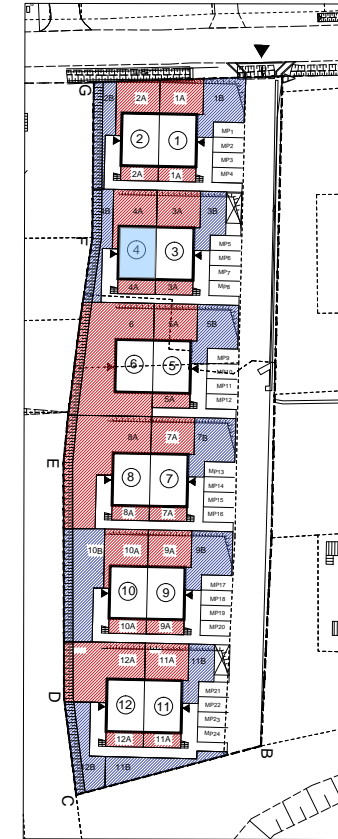 G
2B
2A
1A
1B
2
1
MP1
MP2
MP3
MP4
2A
1A
4A
3A
3B
F
4
3
MP5
MP6
MP7
MP8
4A
3A
6
5A
5B
6
5
MP9
MP10
MP11
MP12
5A
8A
7A
7B
E
8
7
MP13
MP14
MP15
MP16
8A
7A
10B
10A
9A
9B
10
9
MP17
MP18
MP19
MP20
10A
9A
12A
11A
11B
D
12
11
MP21
MP22
MP23
MP24
12A
11A
B
11B
C